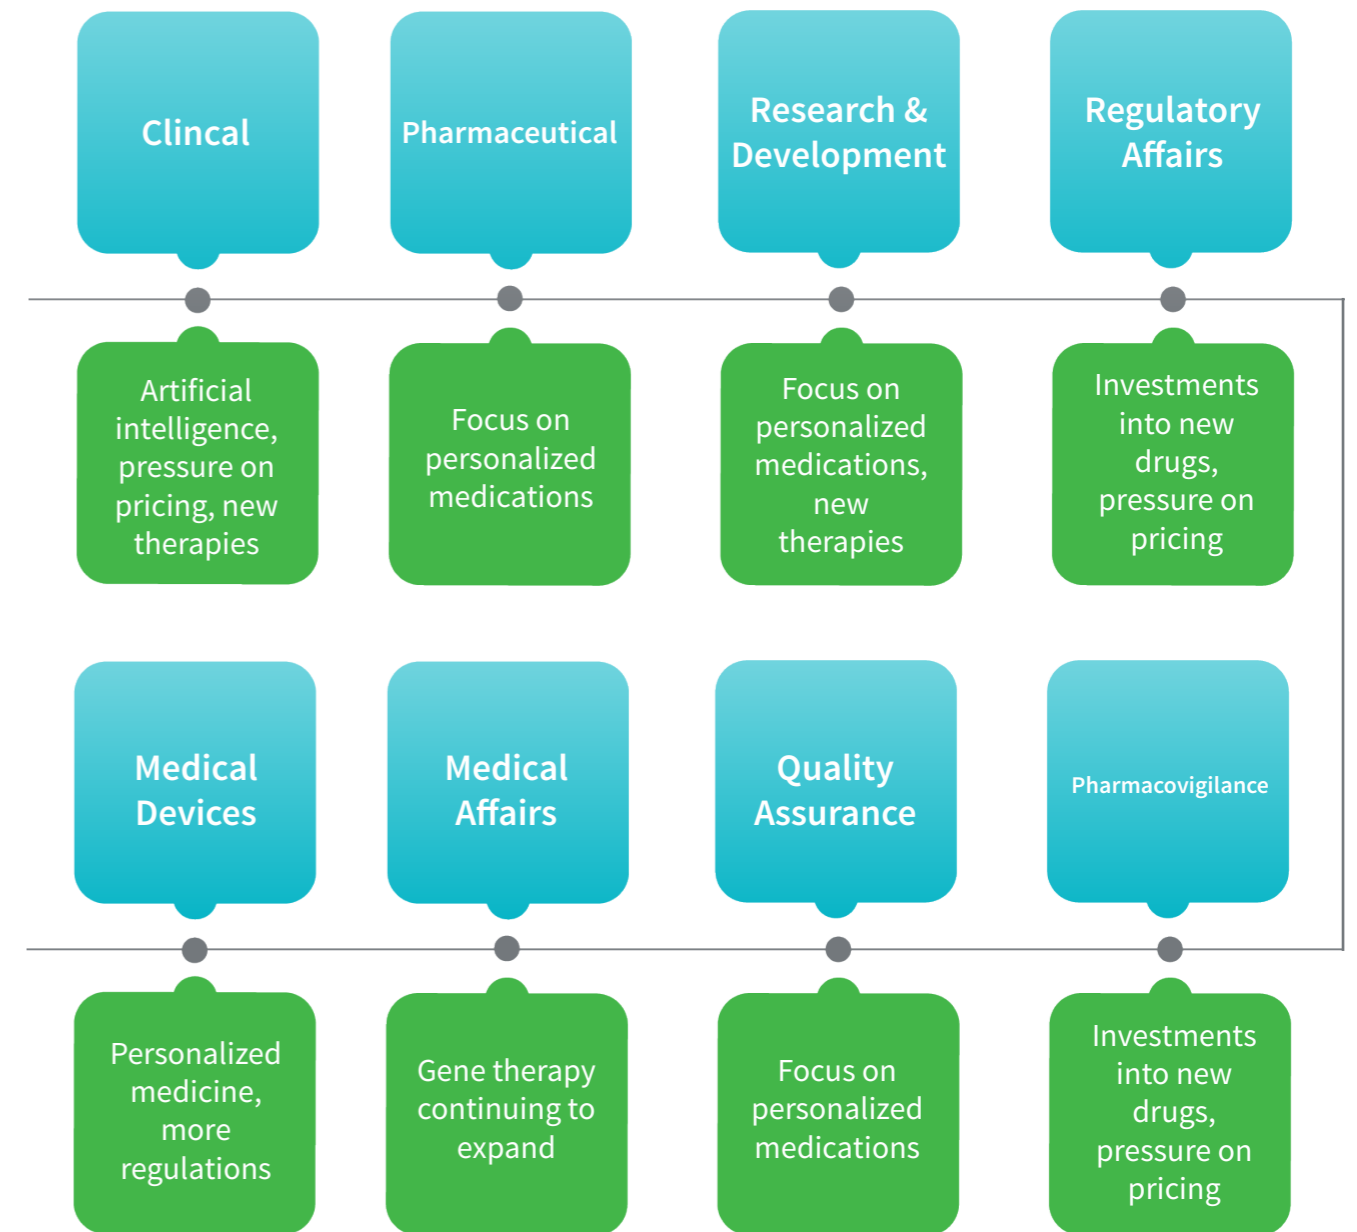 Clincal
Artificial
intelligence,
pressure on
pricing, new
therapies
Pharmaceutical
Focus on
personalized
medications
Research &
Development
Focus on
personalized
medications,
new
therapies
Regulatory
Affairs
Investments
into new
drugs,
pressure on
pricing
Medical
Devices
Personalized
medicine,
more
regulations
Medical
Affairs
Gene therapy
continuing to
expand
Quality
Assurance
Focus on
personalized
medications
Pharmacovigilance
Investments
into new
drugs,
pressure on
pricing